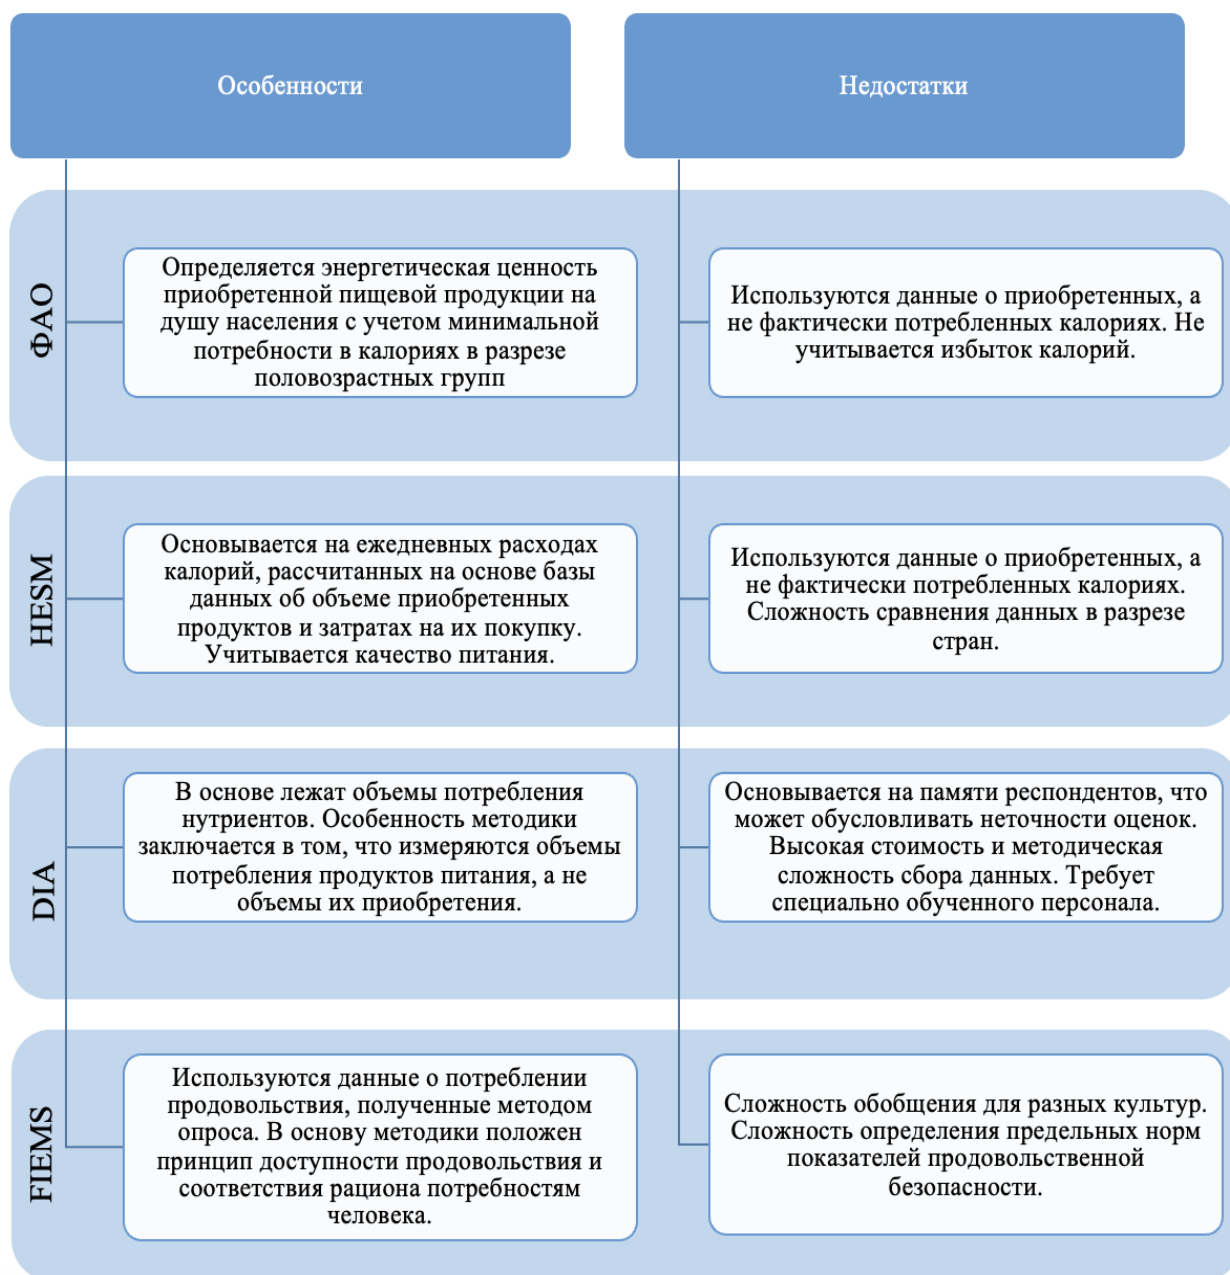 Особенности
Недостатки
ФАО
Определяется энергетическая ценность
приобретенной пищевой продукции на
душу населения с учетом минимальной
потребности в калориях в разрезе
половозрастных групп
Используются данные о приобретенных, а
не фактически потребленных калориях. Не
учитывается избыток калорий.
HESM
Основывается на ежедневных расходах
калорий, рассчитанных на основе базы
данных об объеме приобретенных
продуктов и затратах на их покупку.
Учитывается качество питания.
Используются данные о приобретенных, а
не фактически потребленных калориях.
Сложность сравнения данных в разрезе
стран.
DIA
В основе лежат объемы потребления
нутриентов. Особенность методики
заключается в том, что измеряются объемы
потребления продуктов питания, а не
объемы их приобретения.
Основывается на памяти респондентов, что
может обусловливать неточности оценок.
Высокая стоимость и методическая
сложность сбора данных. Требует
специально обученного персонала.
FIEMS
Используются данные о потреблении
продовольствия, полученные методом
опроса. В основу методики положен
принцип доступности продовольствия и
соответствия рациона потребностям
человека.
Сложность обобщения для разных культур.
Сложность определения предельных норм
показателей продовольственной
безопасности.